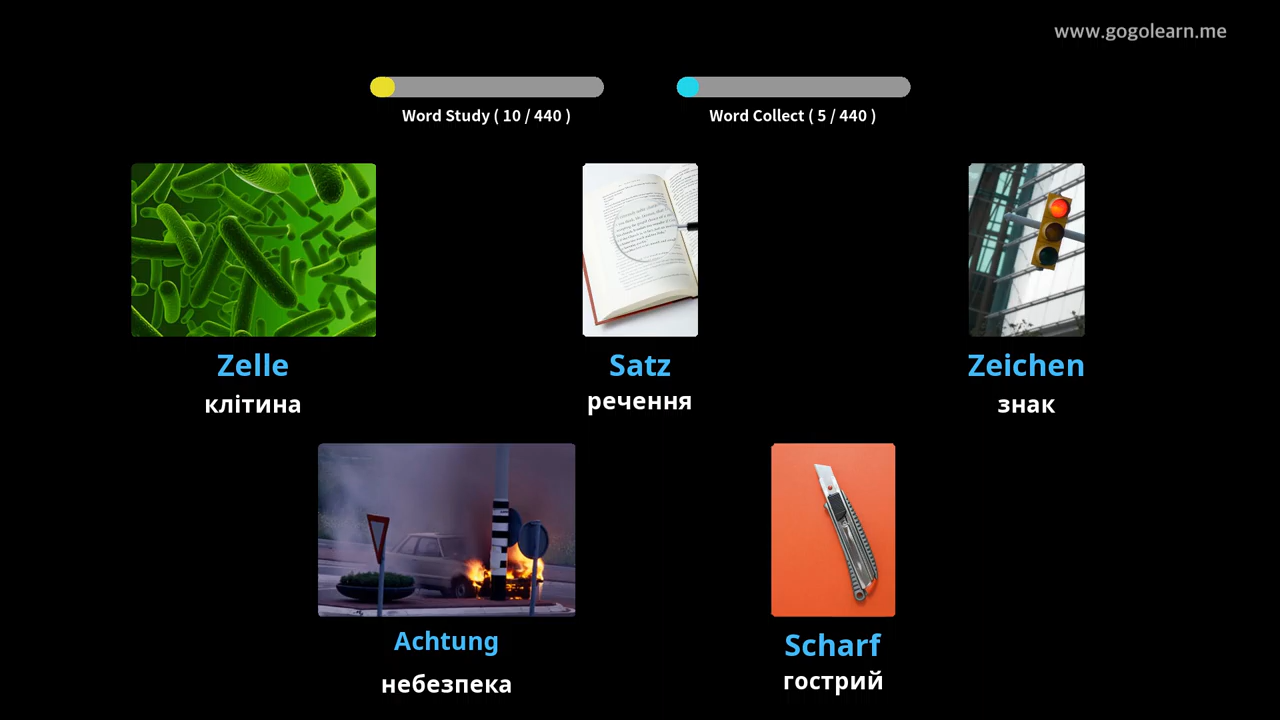 www.gogolearn.me
Word Study ( 10 / 440 )
Word Collect ( 5 / 440 )
Zelle
клітина
Satz
речення
Zeichen
знак
Achtung
небезпека
Scharf
гострий